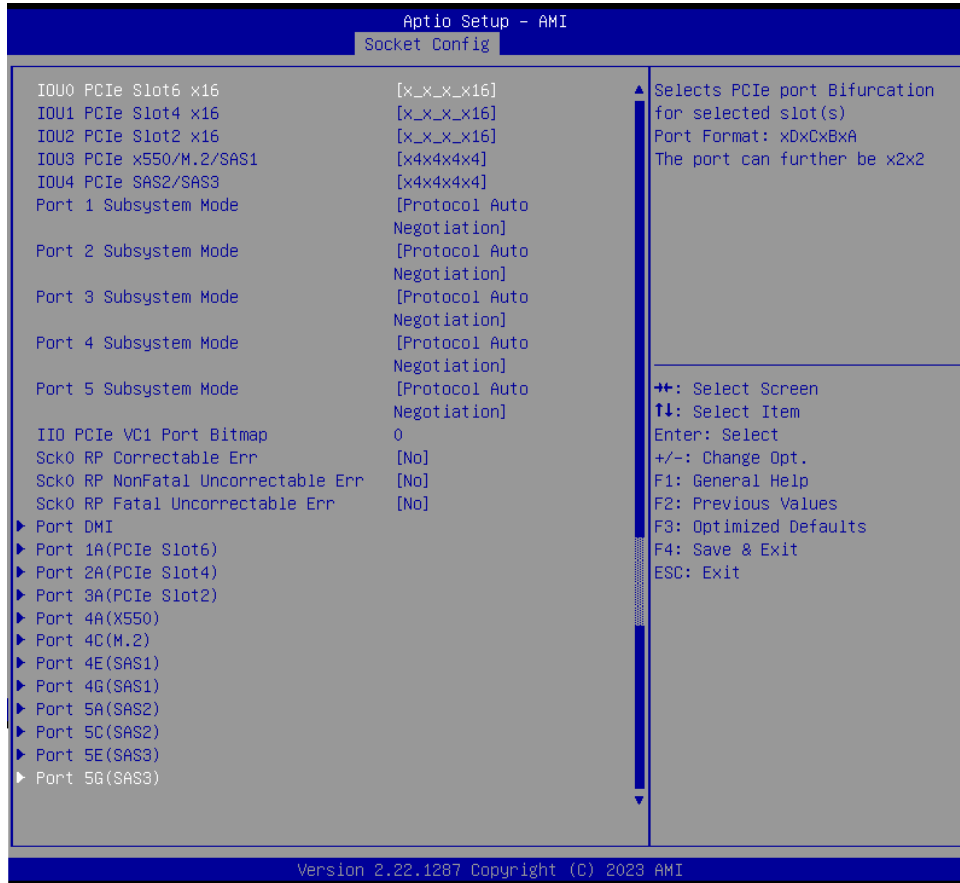 Aptio Setup – AMI
Socket Config
IOU0 PCIe Slot6 x16 [x_x_x_x16]
IOU1 PCIe Slot4 x16 [x_x_x_x16]
IOU2 PCIe Slot2 x16 [x_x_x_x16]
IOU3 PCIe x550/M.2/SAS1 [x4x4x4x4]
IOU4 PCIe SAS2/SAS3 [x4x4x4x4]
Port 1 Subsystem Mode [Protocol Auto
Negotiation]
Port 2 Subsystem Mode [Protocol Auto
Negotiation]
Port 3 Subsystem Mode [Protocol Auto
Negotiation]
Port 4 Subsystem Mode [Protocol Auto
Negotiation]
Port 5 Subsystem Mode [Protocol Auto
Negotiation]
IIO PCIe VC1 Port Bitmap 0
Sck0 RP Correctable Err [No]
Sck0 RP NonFatal Uncorrectable Err [No]
Sck0 RP Fatal Uncorrectable Err [No]
Port DMI
Port 1A(PCIe Slot6)
Port 2A(PCIe Slot4)
Port 3A(PCIe Slot2)
Port 4A(X550)
Port 4C(M.2)
Port 4E(SAS1)
Port 4G(SAS1)
Port 5A(SAS2)
Port 5C(SAS2)
Port 5E(SAS3)
Port 5G(SAS3)
Selects PCIe port Bifurcation
for selected slot(s)
Port Format: xDxCxBxA
The port can further be x2x2
→←: Select Screen
↑↓: Select Item
Enter: Select
+/-: Change Opt.
F1: General Help
F2: Previous Values
F3: Optimized Defaults
F4: Save & Exit
ESC: Exit
Version 2.22.1287 Copyright (C) 2023 AMI